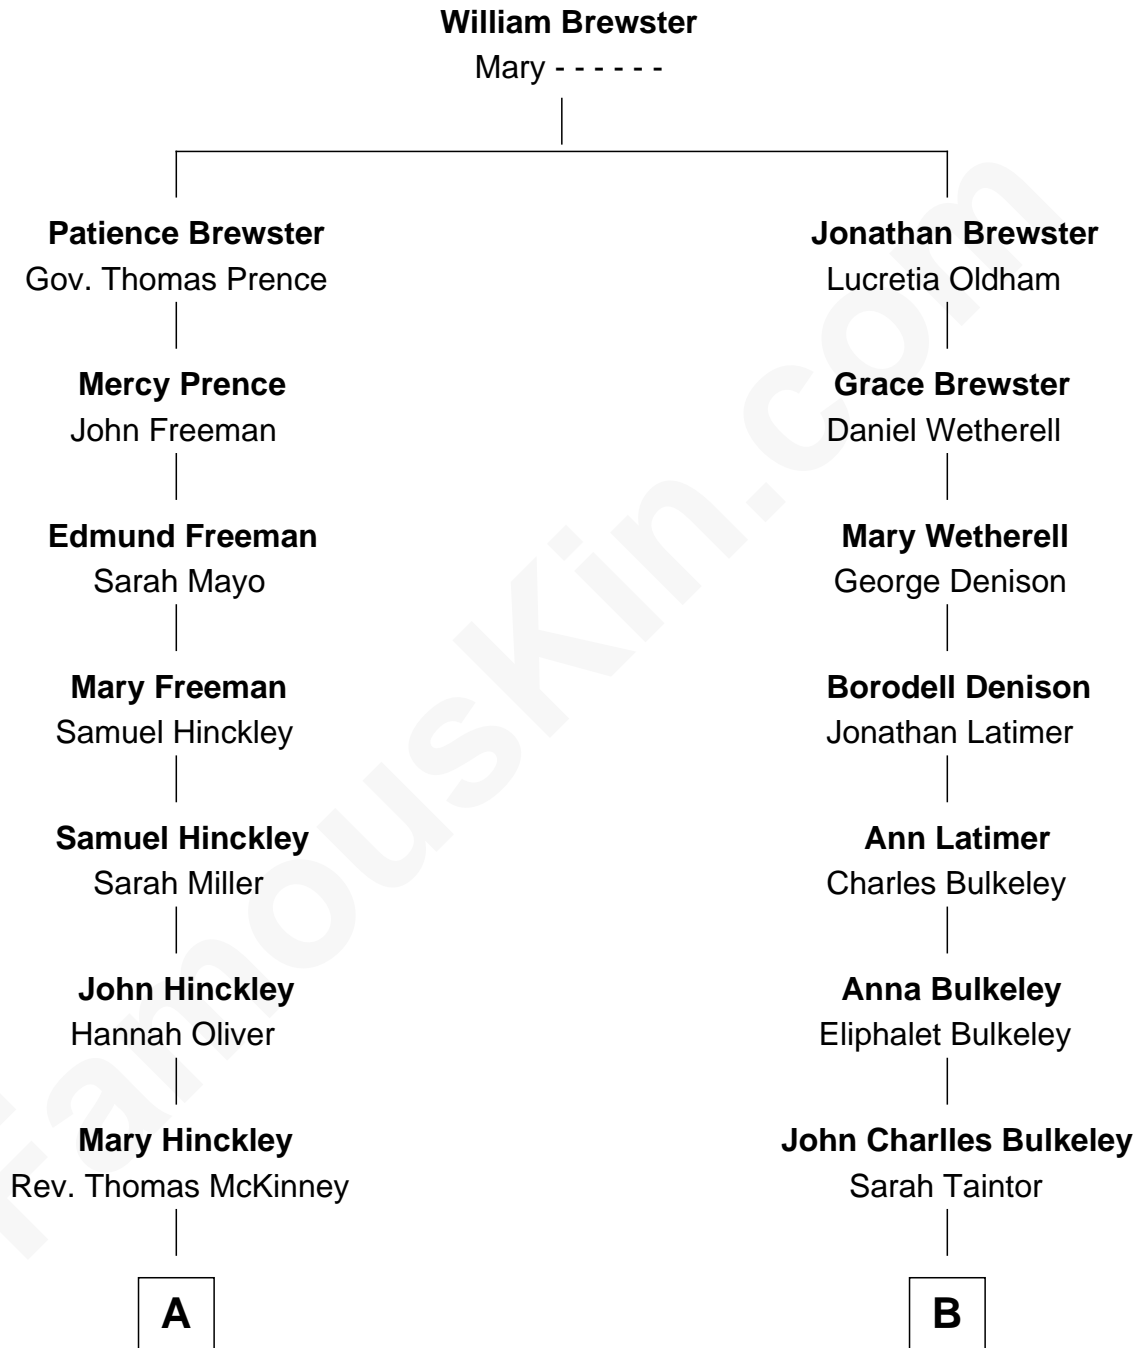 William Brewster
Mary - - - - - -
Patience Brewster
Gov. Thomas Prence
Jonathan Brewster
Lucretia Oldham
Mercy Prence
John Freeman
Grace Brewster
Daniel Wetherell
Edmund Freeman
Sarah Mayo
Mary Wetherell
George Denison
Mary Freeman
Samuel Hinckley
Borodell Denison
Jonathan Latimer
Samuel Hinckley
Sarah Miller
Ann Latimer
Charles Bulkeley
John Hinckley
Hannah Oliver
Anna Bulkeley
Eliphalet Bulkeley
Mary Hinckley
Rev. Thomas McKinney
John Charlles Bulkeley
Sarah Taintor
A
B
FamousKin.com